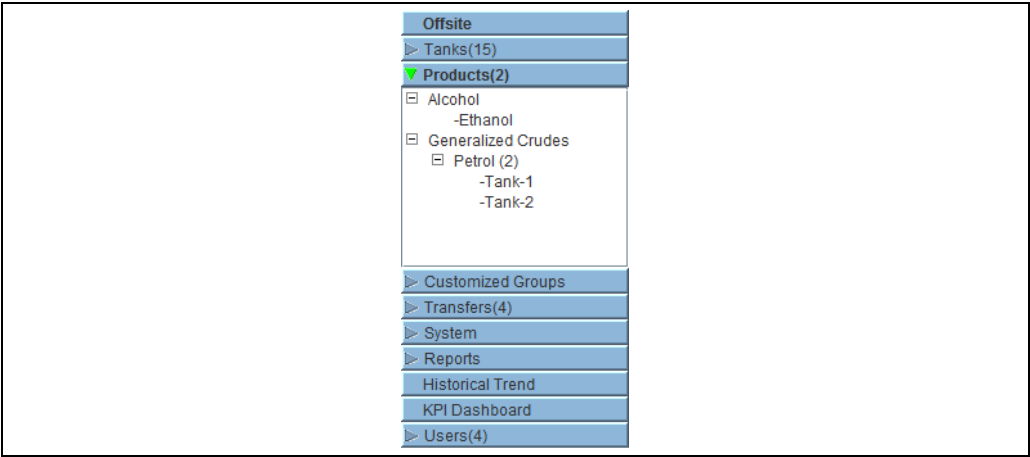 Offsite
Tanks(15)
Products(2)
Alcohol
-Ethanol
Generalized Crudes
Petrol (2)
-Tank-1
-Tank-2
Customized Groups
Transfers(4)
System
Reports
Historical Trend
KPI Dashboard
Users(4)